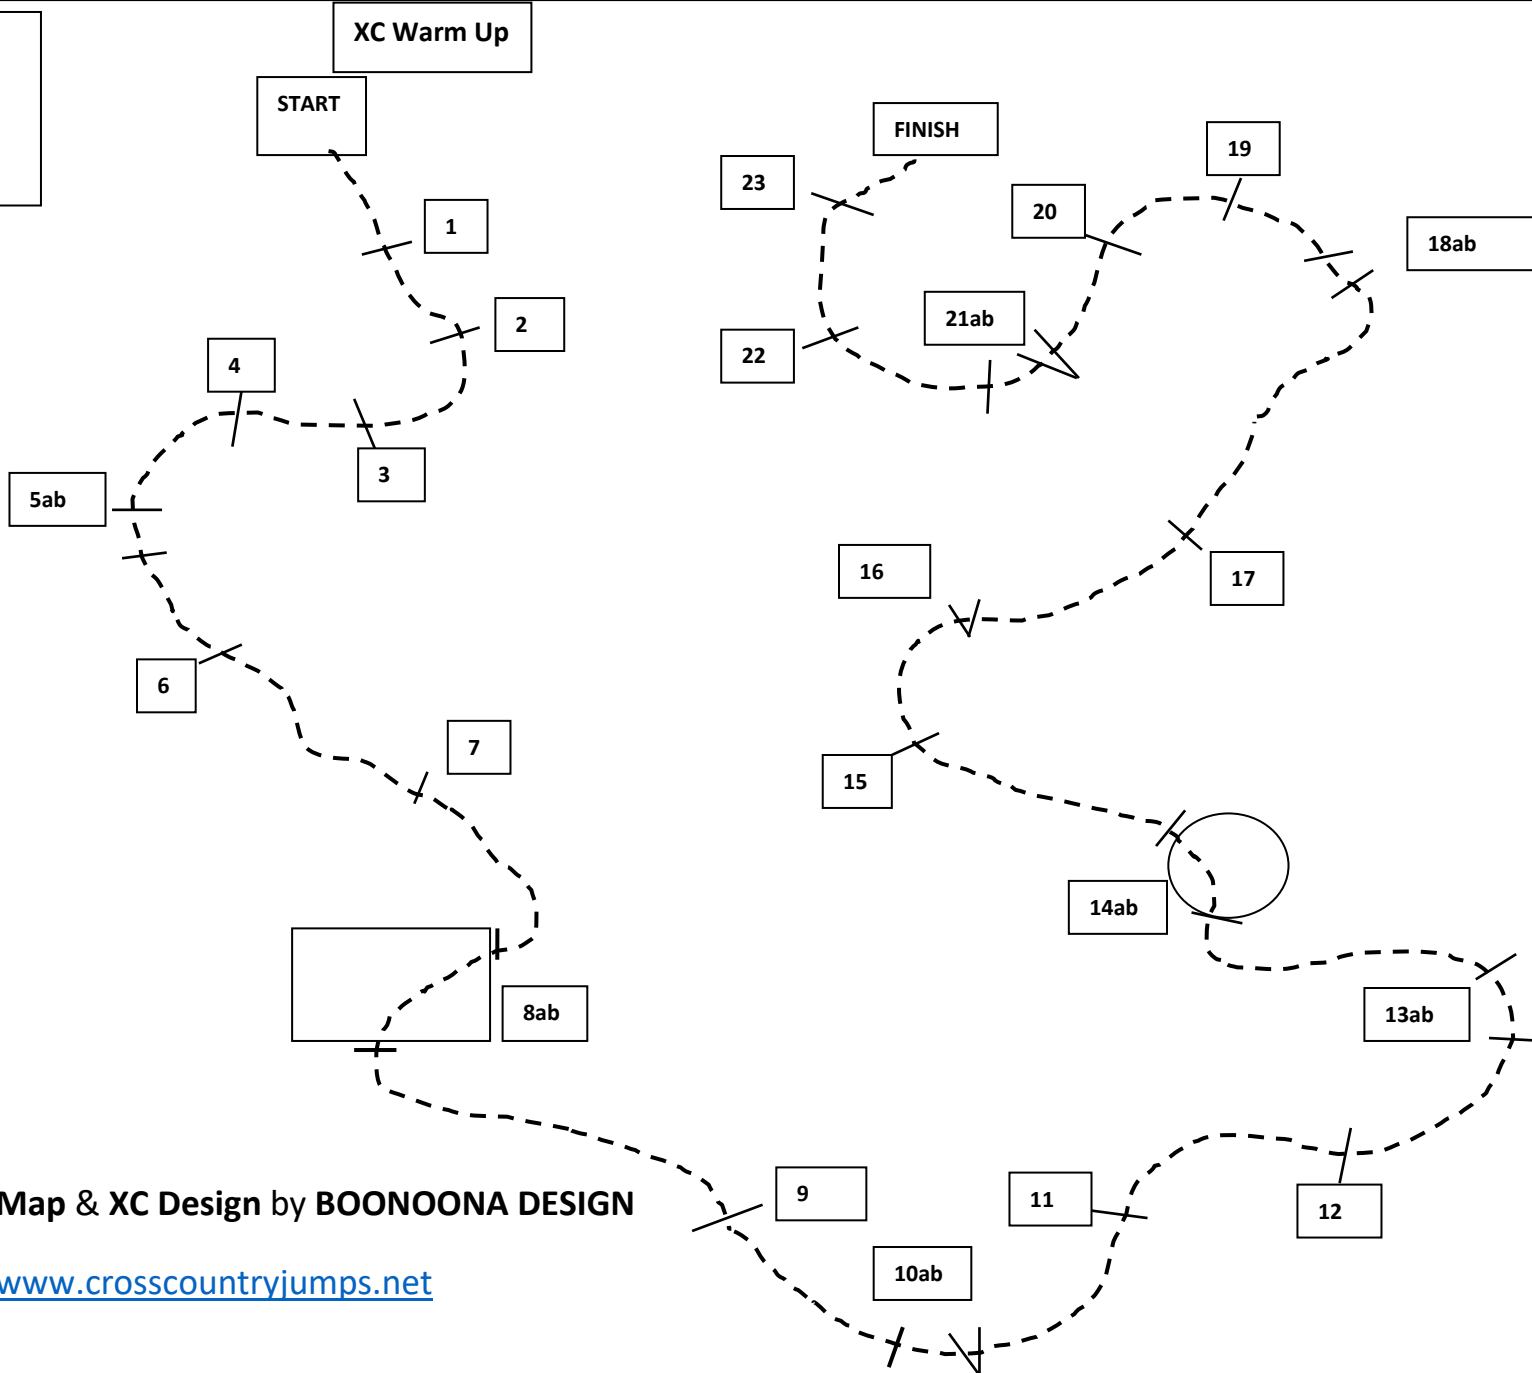 XC Warm Up
START
FINISH
19
23
20
1
18ab
2
21ab
22
4
3
5ab
16
17
6
7
15
14ab
8ab
13ab
9
11
12
Map & XC Design by BOONOONA DESIGN
10ab
www.crosscountryjumps.net